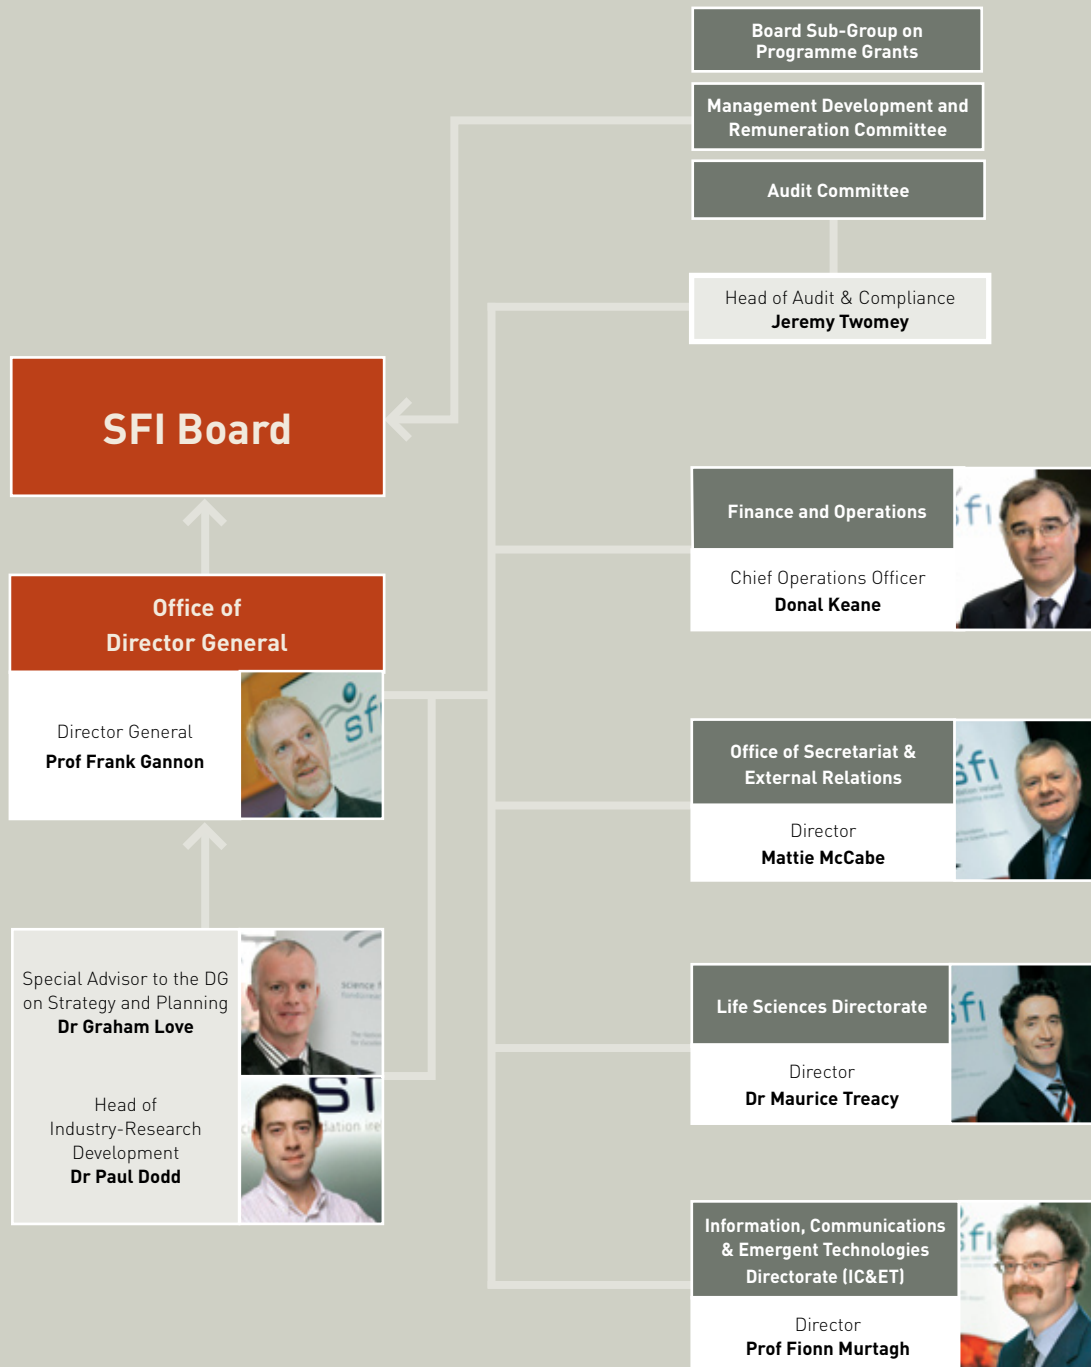 Board Sub-Group on
Programme Grants
Management Development and
Remuneration Committee
Audit Committee
Head of Audit & Compliance
Jeremy Twomey
SFI Board
Finance and Operations
Chief Operations Officer
Donal Keane
Office of
Director General
Director General
Prof Frank Gannon
Office of Secretariat &
External Relations
Director
Mattie McCabe
Special Advisor to the DG
on Strategy and Planning
Dr Graham Love
Head of
Industry-Research
Development
Dr Paul Dodd
Life Sciences Directorate
Director
Dr Maurice Treacy
Information, Communications
& Emergent Technologies
Directorate (IC&ET)
Director
Prof Fionn Murtagh